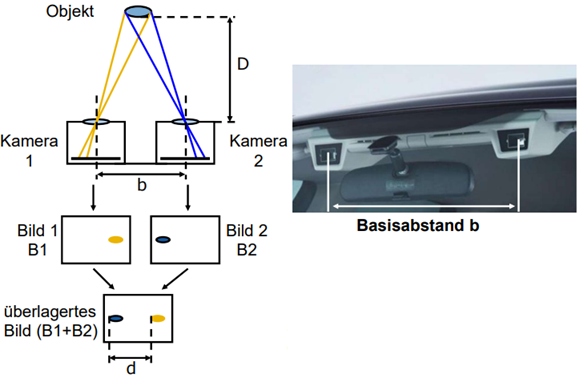 Objekt
D
Kamera
1
Kamera
2
b
Bild 1
B1
Bild 2
B2
überlagertes
Bild (B1+B2)
d
Basisabstand b